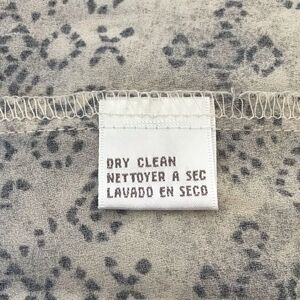 DRY CLEAN
NETTOYER A SEC
LAVADO EN SECO